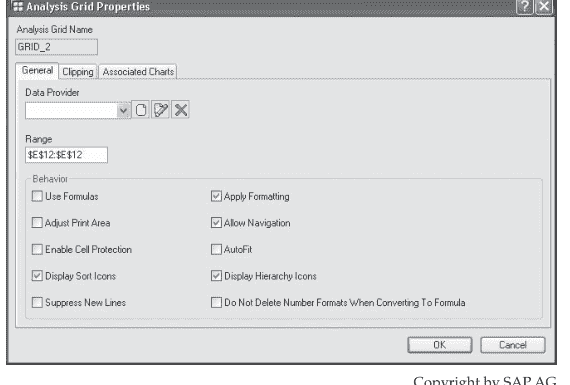 Analysis Grid Properties
Analysis Grid Name
GRID_2
General Clipping Associated Charts
Data Provider
Range
$E$12:$E$12
Behavior
Use Formulas Apply Formatting
Adjust Print Area Allow Navigation
Enable Cell Protection AutoFit
Display Sort Icons Display Hierarchy Icons
Suppress New Lines Do Not Delete Number Formats When Converting To Formula
OK Cancel
Copyright by SAP AG